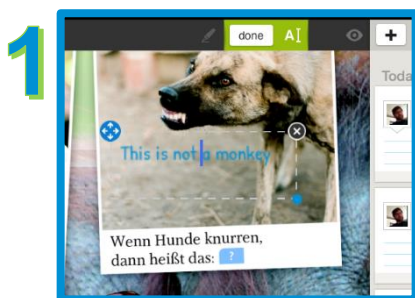 1
done A
+
Toda
This is not a monkey
Wenn Hunde knurren,
dann heißt das: ?